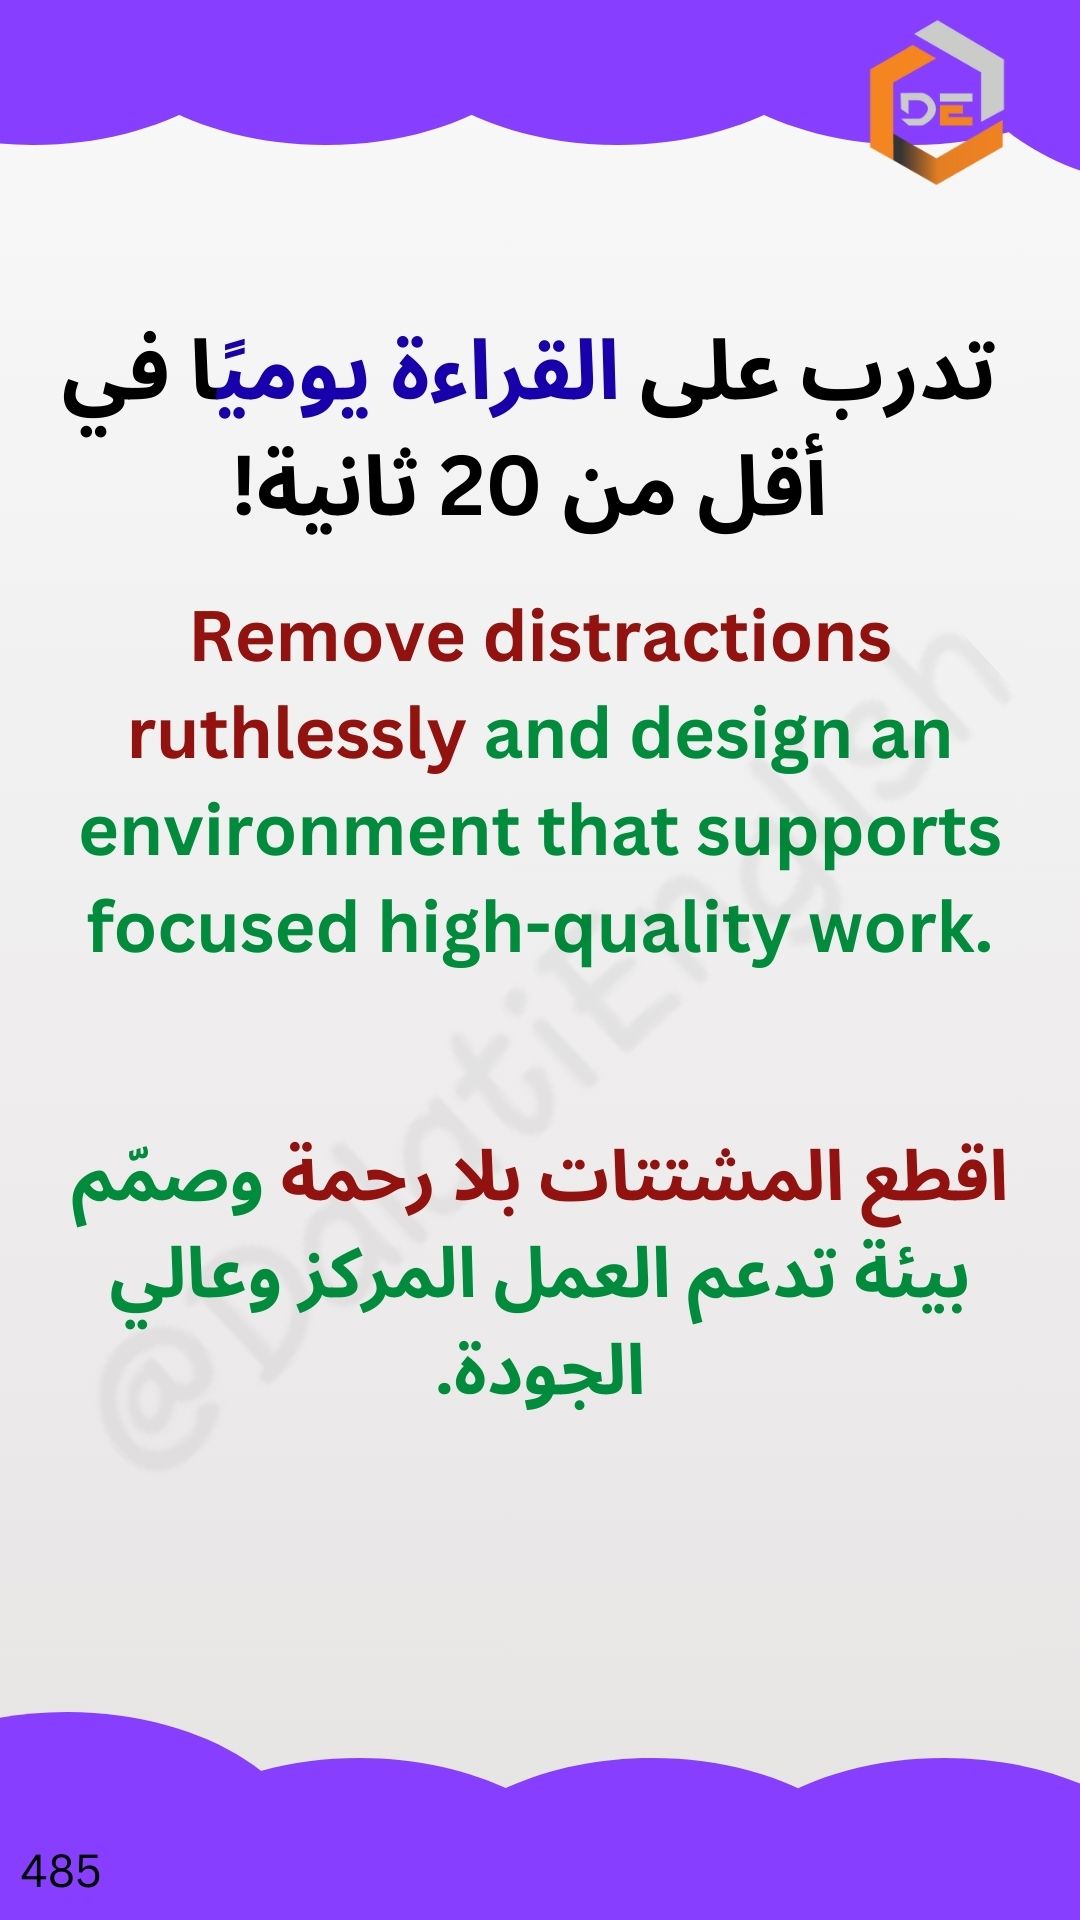 DE
تدرب على القراءة يوميًا في
أقل من 20 ثانية!
Remove distractions
ruthlessly and design an
environment that supports
focused high-quality work.
@DalatiEnglish
اقطع المشتتات بلا رحمة وصمّم
بيئة تدعم العمل المركز وعالي
الجودة.
485